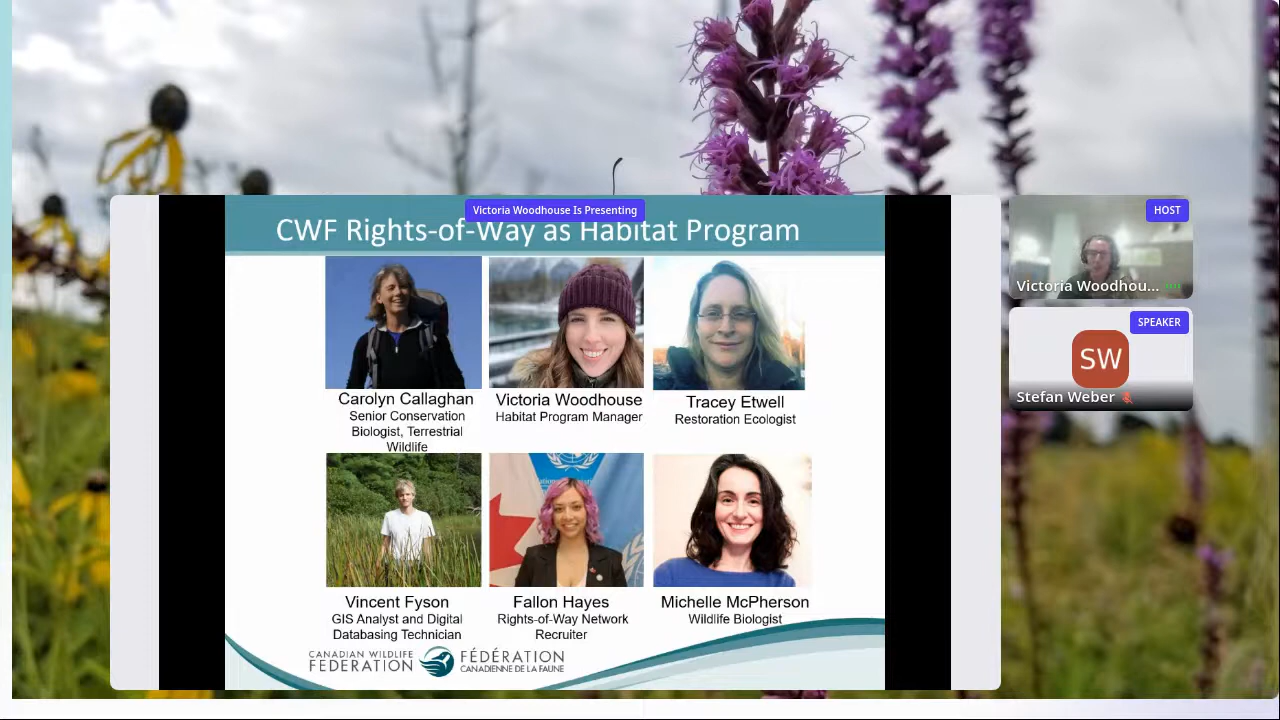 Victoria Woodhouse Is Presenting
CWF Rights-of-Way as Habitat Program
Carolyn Callaghan
Senior Conservation
Biologist, Terrestrial
Wildlife
Victoria Woodhouse
Habitat Program Manager
Tracey Etwell
Restoration Ecologist
Vincent Fyson
GIS Analyst and Digital
Databasing Technician
Fallon Hayes
Rights-of-Way Network
Recruiter
Michelle McPherson
Wildlife Biologist
CANADIAN WILDLIFE
FEDERATION
FÉDÉRATION
CANADIENNE DE LA FAUNE
HOST
Victoria Woodhou...
SPEAKER
SW
Stefan Weber